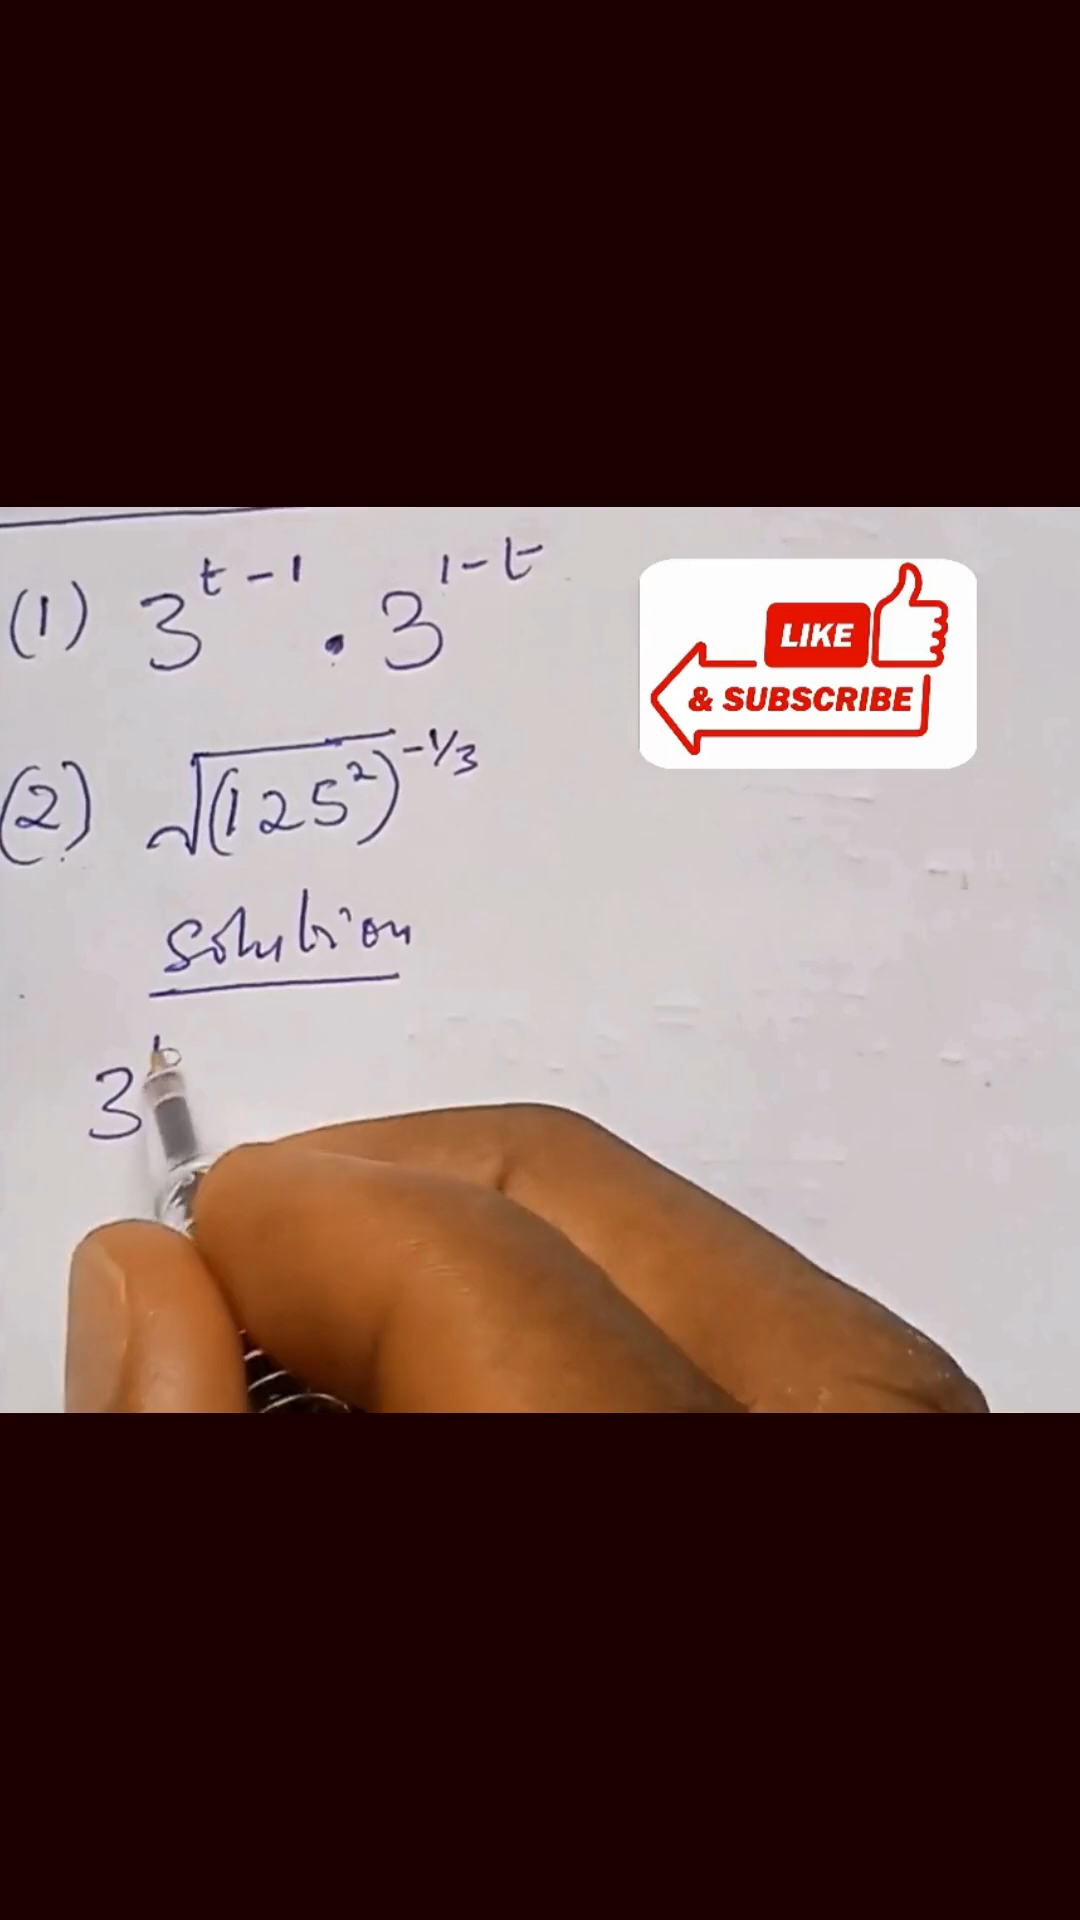 (1) 3^{t-1} . 3^{1-t}
LIKE
& SUBSCRIBE
(2) √(125²)^{-1/3}
Solution
3